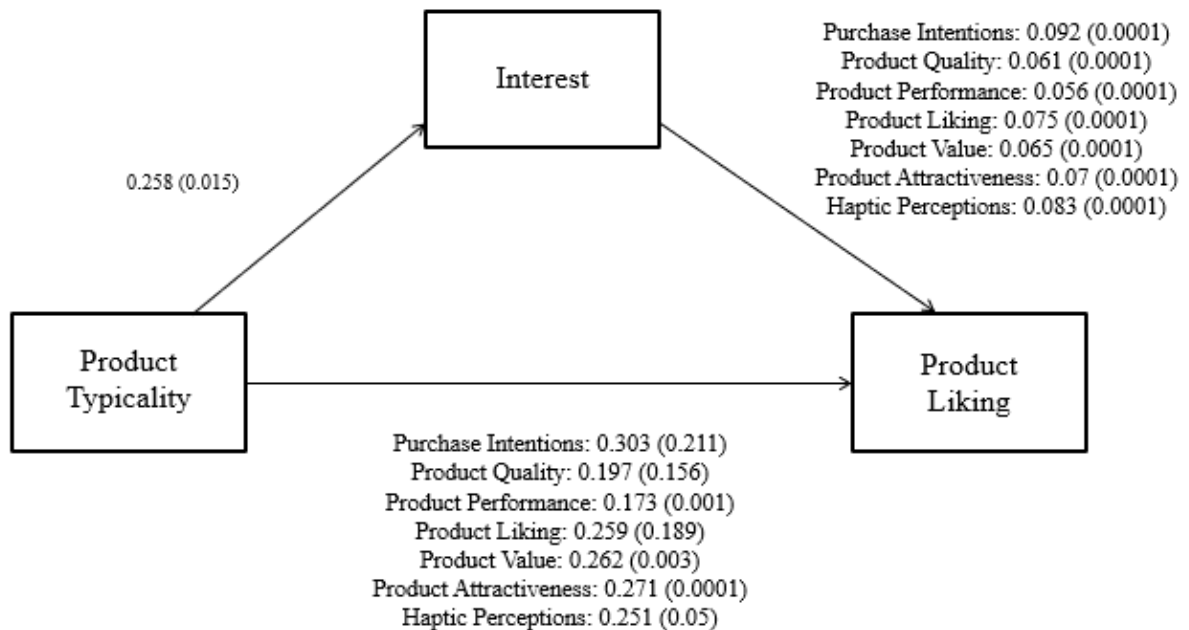 Interest
Purchase Intentions: 0.092 (0.0001)
Product Quality: 0.061 (0.0001)
Product Performance: 0.056 (0.0001)
Product Liking: 0.075 (0.0001)
Product Value: 0.065 (0.0001)
Product Attractiveness: 0.07 (0.0001)
Haptic Perceptions: 0.083 (0.0001)
0.258 (0.015)
Product
Typicality
Product
Liking
Purchase Intentions: 0.303 (0.211)
Product Quality: 0.197 (0.156)
Product Performance: 0.173 (0.001)
Product Liking: 0.259 (0.189)
Product Value: 0.262 (0.003)
Product Attractiveness: 0.271 (0.0001)
Haptic Perceptions: 0.251 (0.05)